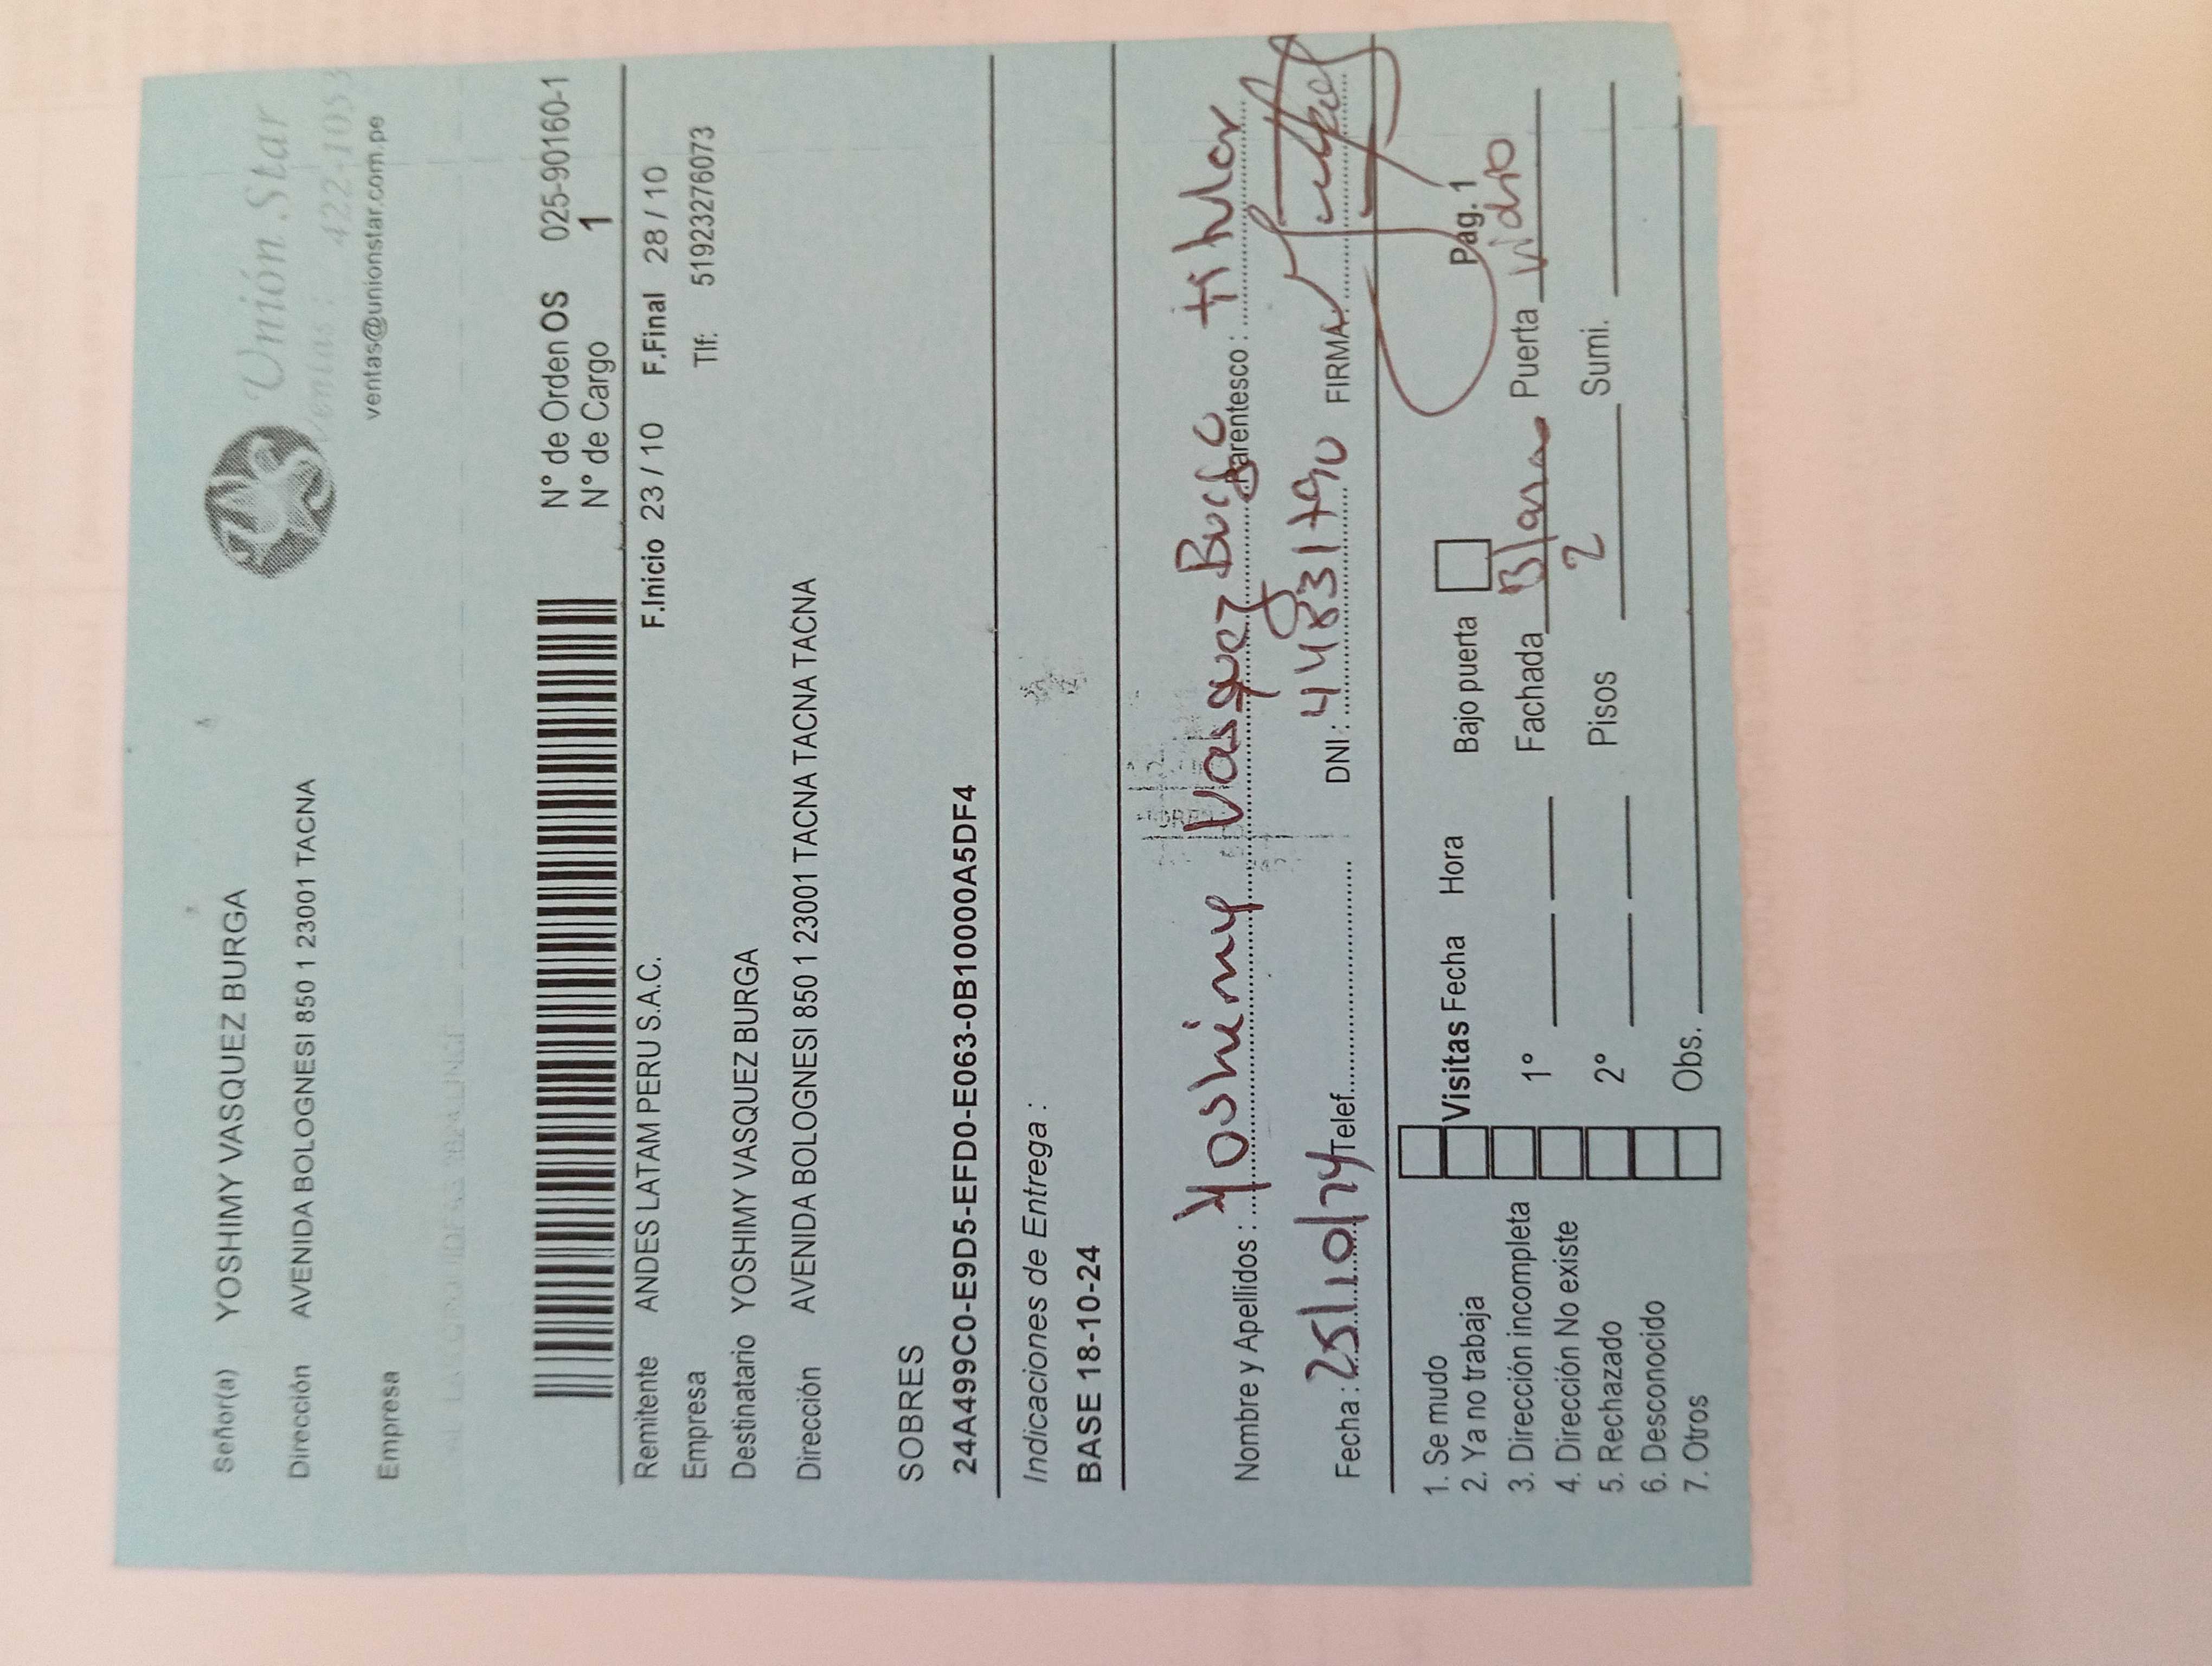 Unión Star
Ventas: 422-1053
ventas@unionstar.com.pe
Señor(a) YOSHIMY VASQUEZ BURGA
Dirección AVENIDA BOLOGNESI 850 1 23001 TACNA
Empresa
N° de Orden OS 025-90160-1
N° de Cargo 1
Remitente ANDES LATAM PERU S.A.C. F.Inicio 23 / 10 F.Final 28 / 10
Empresa Tlf: 51923276073
Destinatario YOSHIMY VASQUEZ BURGA
Dirección AVENIDA BOLOGNESI 850 1 23001 TACNA TACNA TACNA
SOBRES
24A499C0-E9D5-EFD0-E063-0B10000A5DF4
Indicaciones de Entrega :
BASE 18-10-24
Nombre y Apellidos : Yoshimy Vasquez Burga Parentesco : titular
Fecha : 25/10/24 Telef. DNI : 44831790 FIRMA
Pag. 1
1. Se mudo Visitas Fecha Hora Bajo puerta
2. Ya no trabaja
3. Dirección incompleta 1° Fachada Blanco Puerta Vidrio
4. Dirección No existe
5. Rechazado 2° Pisos 2 Sumi.
6. Desconocido
7. Otros Obs.